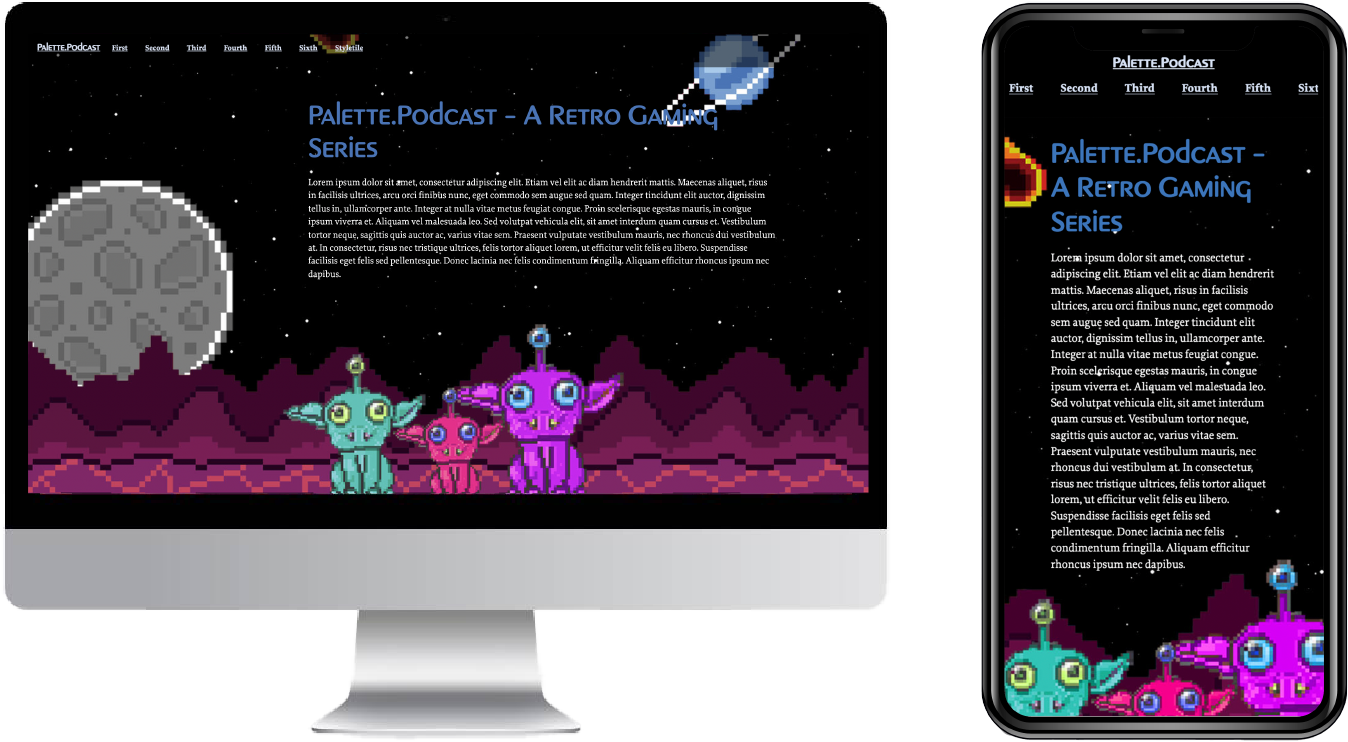 Palette.Podcast First Second Third Fourth Fifth Sixth Styletile
Palette.Podcast – A Retro Gaming
Series
Lorem ipsum dolor sit amet, consectetur adipiscing elit. Etiam vel elit ac diam hendrerit mattis. Maecenas aliquet, risus
in facilisis ultrices, arcu orci finibus nunc, eget commodo sem augue sed quam. Integer tincidunt elit auctor, dignissim
tellus in, ullamcorper ante. Integer at nulla vitae metus feugiat congue. Proin scelerisque egestas mauris, in congue
ipsum viverra et. Aliquam vel malesuada leo. Sed volutpat vehicula elit, sit amet interdum quam cursus et. Vestibulum
tortor neque, sagittis quis auctor ac, varius vitae sem. Praesent vulputate vestibulum mauris, nec rhoncus dui vestibulum
at. In consectetur, risus nec tristique ultrices, felis tortor aliquet lorem, ut efficitur velit felis eu libero. Suspendisse
facilisis eget felis sed pellentesque. Donec lacinia nec felis condimentum fringilla. Aliquam efficitur rhoncus ipsum nec
dapibus.
Palette.Podcast
First Second Third Fourth Fifth Sixt
Palette.Podcast –
A Retro Gaming
Series
Lorem ipsum dolor sit amet, consectetur
adipiscing elit. Etiam vel elit ac diam hendrerit
mattis. Maecenas aliquet, risus in facilisis
ultrices, arcu orci finibus nunc, eget commodo
sem augue sed quam. Integer tincidunt elit
auctor, dignissim tellus in, ullamcorper ante.
Integer at nulla vitae metus feugiat congue.
Proin scelerisque egestas mauris, in congue
ipsum viverra et. Aliquam vel malesuada leo.
Sed volutpat vehicula elit, sit amet interdum
quam cursus et. Vestibulum tortor neque,
sagittis quis auctor ac, varius vitae sem.
Praesent vulputate vestibulum mauris, nec
rhoncus dui vestibulum at. In consectetur,
risus nec tristique ultrices, felis tortor aliquet
lorem, ut efficitur velit felis eu libero.
Suspendisse facilisis eget felis sed
pellentesque. Donec lacinia nec felis
condimentum fringilla. Aliquam efficitur
rhoncus ipsum nec dapibus.